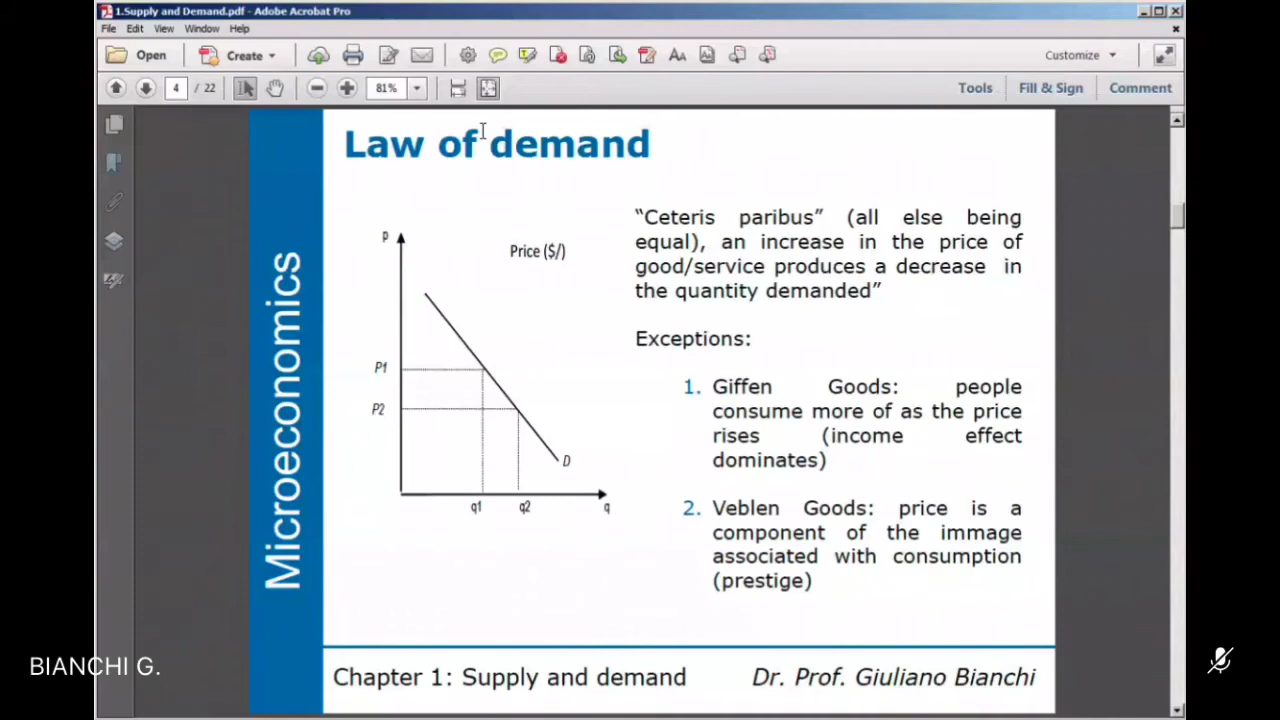 1.Supply and Demand.pdf - Adobe Acrobat Pro
File Edit View Window Help
Open Create Customize
4 / 22 81% Tools Fill & Sign Comment
Law of demand
Microeconomics
p
Price ($/)
P1
P2
D
q1 q2 q
“Ceteris paribus” (all else being
equal), an increase in the price of
good/service produces a decrease in
the quantity demanded”
Exceptions:
1. Giffen Goods: people
consume more of as the price
rises (income effect
dominates)
2. Veblen Goods: price is a
component of the immage
associated with consumption
(prestige)
Chapter 1: Supply and demand Dr. Prof. Giuliano Bianchi
BIANCHI G.